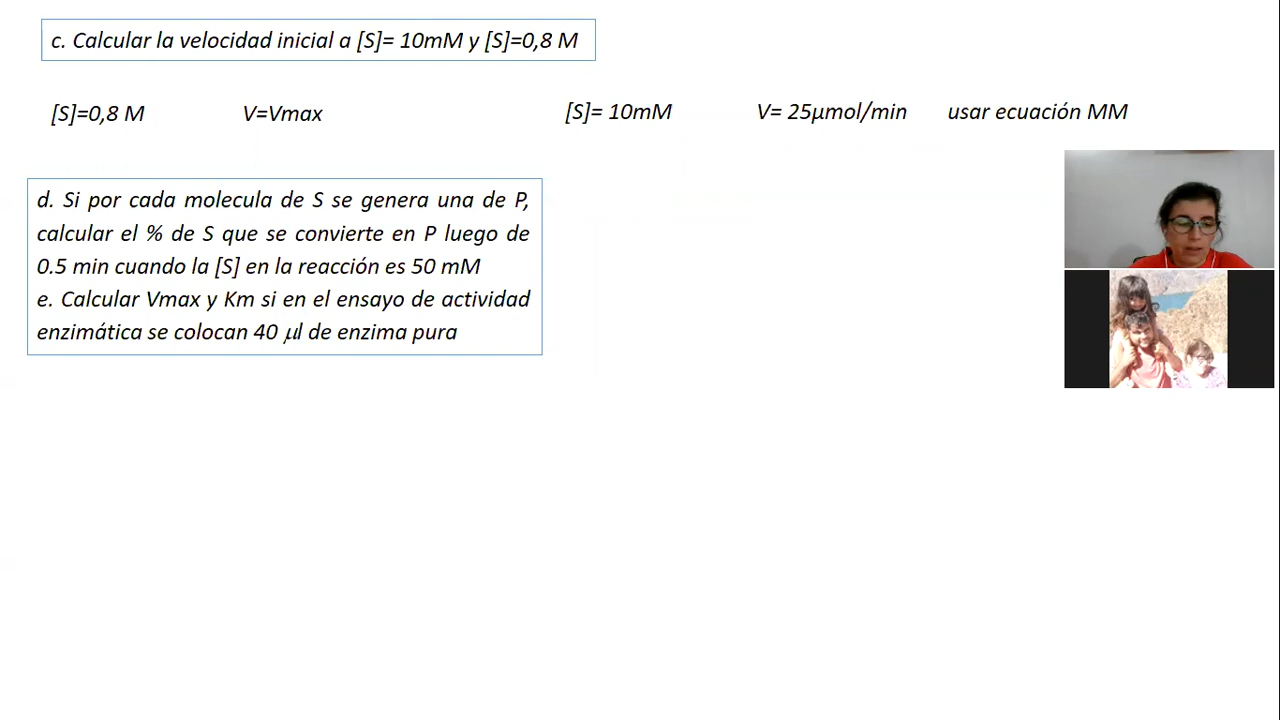 c. Calcular la velocidad inicial a [S]= 10mM y [S]=0,8 M
[S]=0,8 M V=Vmax [S]= 10mM V= 25µmol/min usar ecuación MM
d. Si por cada molecula de S se genera una de P,
calcular el % de S que se convierte en P luego de
0.5 min cuando la [S] en la reacción es 50 mM
e. Calcular Vmax y Km si en el ensayo de actividad
enzimática se colocan 40 µl de enzima pura